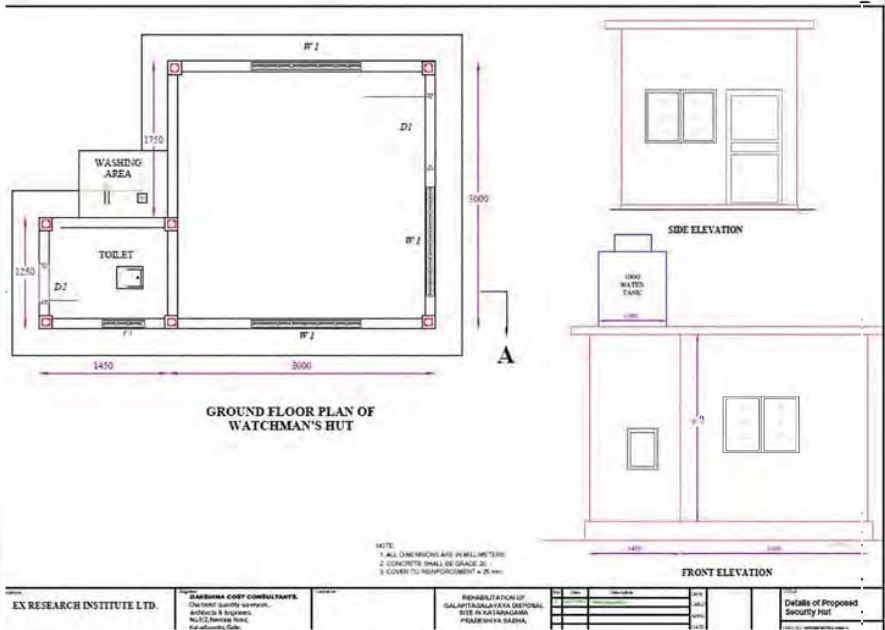 W1
1750
WASHING
AREA
D1
3000
W1
TOILET
1250
D2
W1
A
1450
3000
GROUND FLOOR PLAN OF
WATCHMAN'S HUT
SIDE ELEVATION
WATER
TANK
1450
FRONT ELEVATION
NOTE:
1. ALL DIMENSIONS ARE IN MILLIMETERS
2. CONCRETE SHALL BE GRADE 20
3. COVER TO REINFORCEMENT = 25 mm
EX RESEARCH INSTITUTE LTD.
DAKSHINA COST CONSULTANTS.
Chartered quantity surveyors,
Architects & Engineers,
REHABILITATION OF
GALAPITAGALAYAYA DISPOSAL
SITE IN KATARAGAMA
PRADESHIYA SABHA.
Details of Proposed
Security Hut